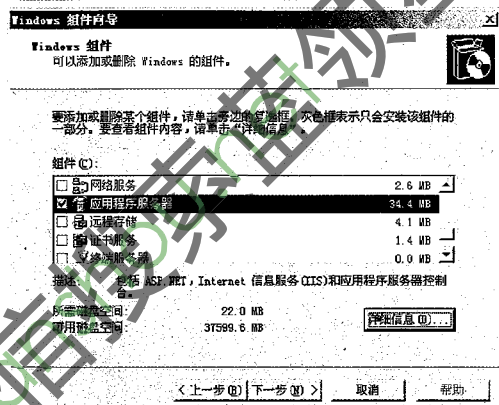 Windows 组件向导
Windows 组件
可以添加或删除 Windows 的组件。
要添加或删除某个组件，请单击旁边的复选框。灰色框表示只会安装该组件的
一部分。要查看组件内容，请单击“详细信息”。
组件(C):
网络服务 2.6 MB
应用程序服务器 34.4 MB
远程存储 4.1 MB
证书服务 1.4 MB
终端服务器 0.0 MB
描述: 包括 ASP.NET，Internet 信息服务(IIS)和应用程序服务器控制
台。
所需磁盘空间: 22.0 MB
可用磁盘空间: 37599.6 MB
详细信息(D)...
< 上一步(B) 下一步(N) > 取消 帮助